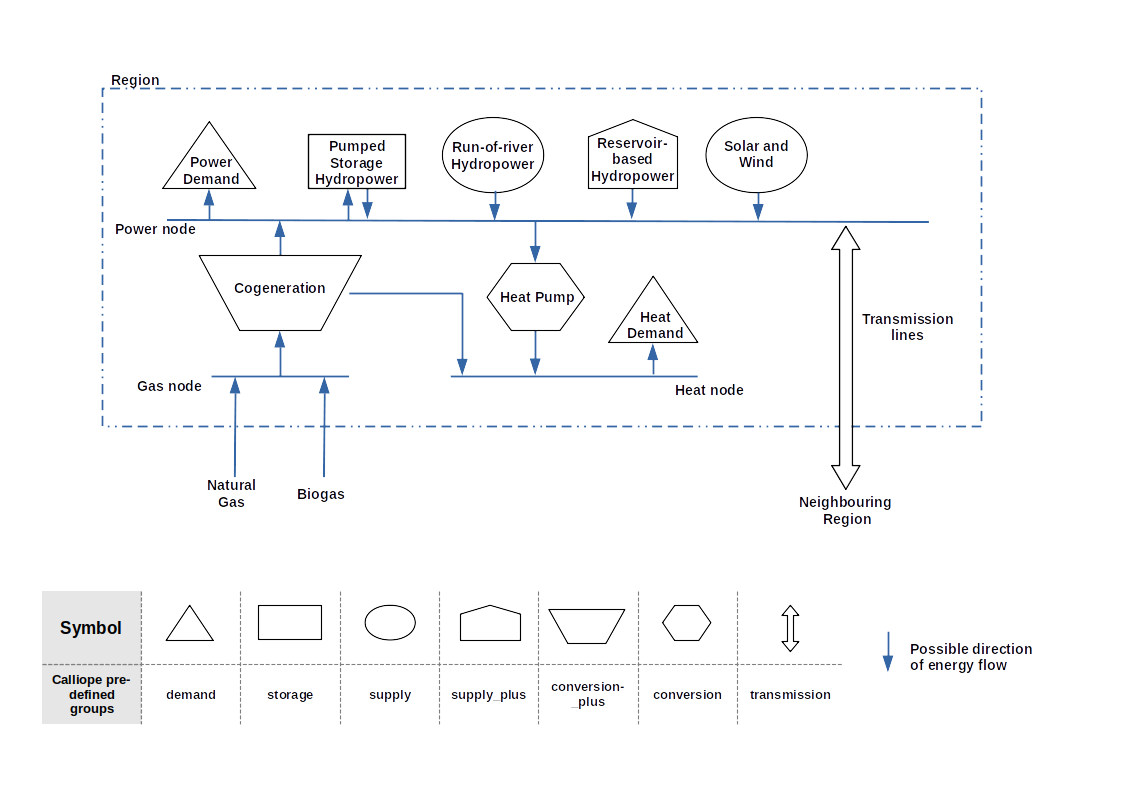 Region
Power
Demand
Pumped
Storage
Hydropower
Run-of-river
Hydropower
Reservoir-
based
Hydropower
Solar and
Wind
Power node
Cogeneration
Heat Pump
Heat
Demand
Transmission
lines
Gas node
Heat node
Natural
Gas
Biogas
Neighbouring
Region
Symbol
Possible direction
of energy flow
Calliope pre-
defined
groups
demand
storage
supply
supply_plus
conversion-
_plus
conversion
transmission